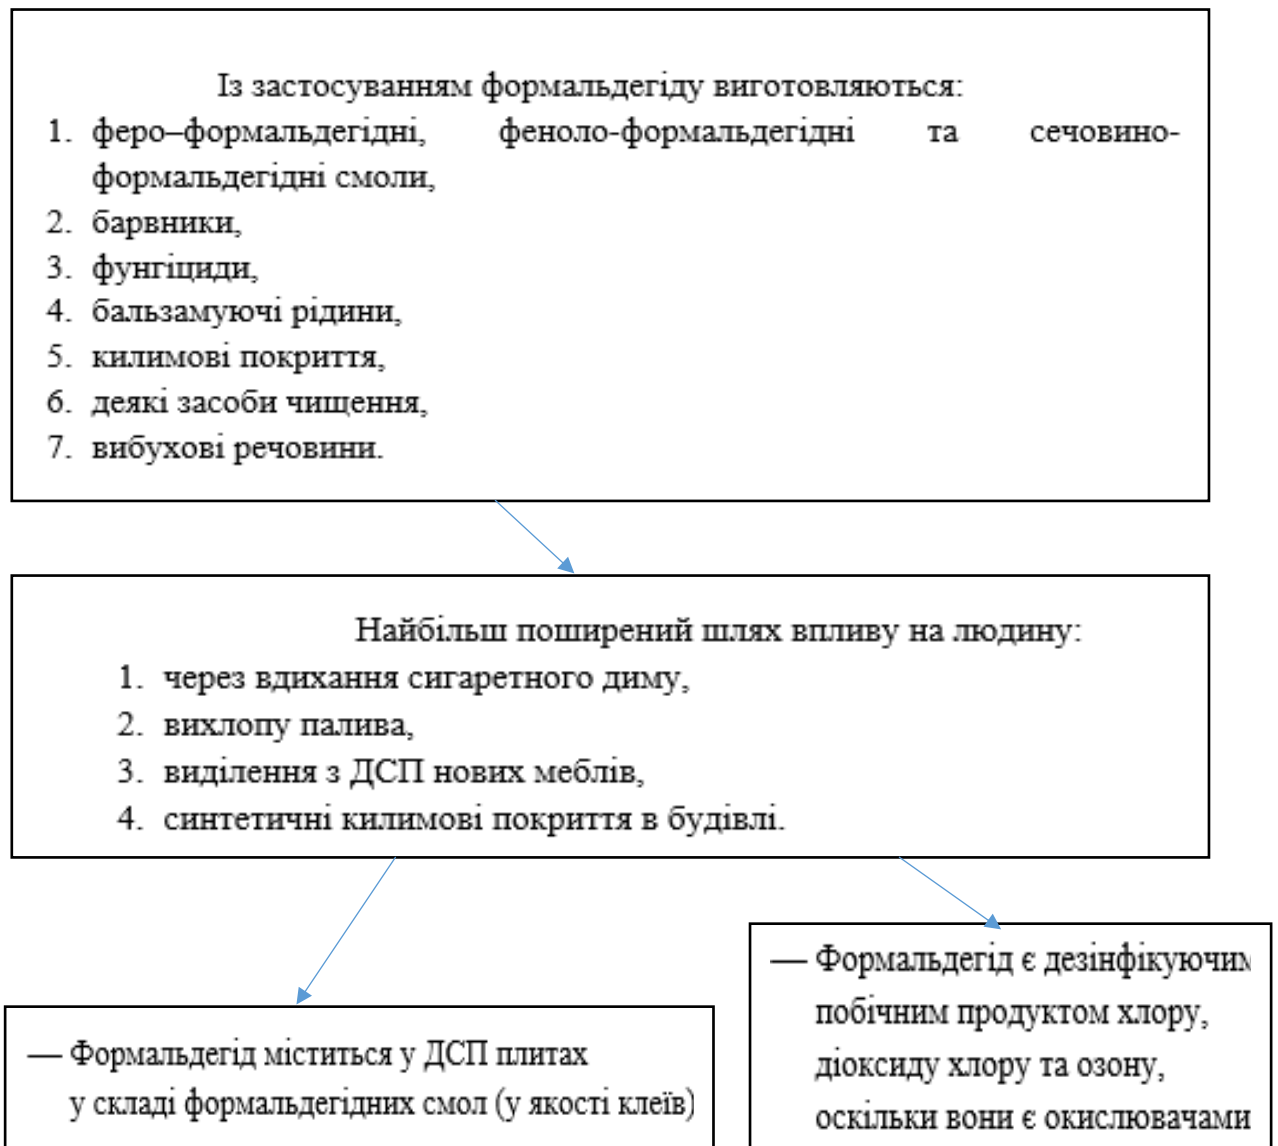 Із застосуванням формальдегіду виготовляються:
1. феро–формальдегідні, феноло-формальдегідні та сечовино-
формальдегідні смоли,
2. барвники,
3. фунгіциди,
4. бальзамуючі рідини,
5. килимові покриття,
6. деякі засоби чищення,
7. вибухові речовини.
Найбільш поширений шлях впливу на людину:
1. через вдихання сигаретного диму,
2. вихлопу палива,
3. виділення з ДСП нових меблів,
4. синтетичні килимові покриття в будівлі.
— Формальдегід міститься у ДСП плитах
у складі формальдегідних смол (у якості клеїв)
— Формальдегід є дезінфікуючим
побічним продуктом хлору,
діоксиду хлору та озону,
оскільки вони є окислювачами